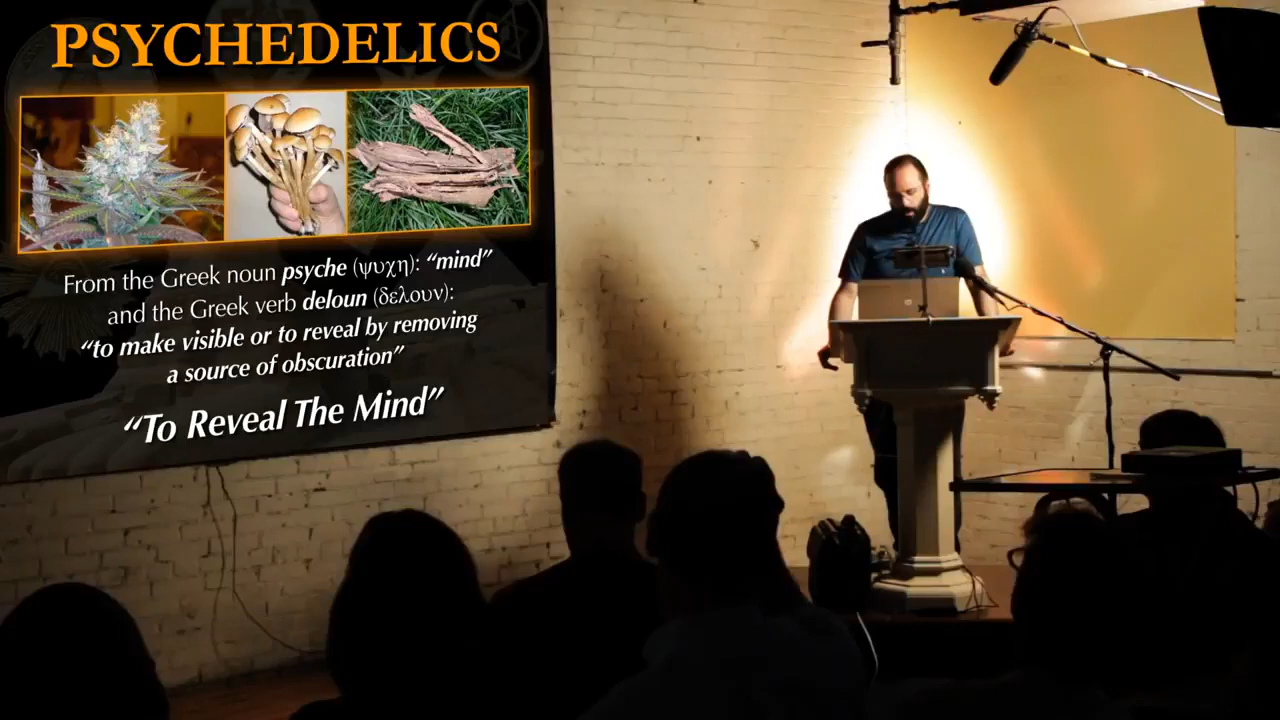 PSYCHEDELICS
From the Greek noun psyche (ψυχη): “mind”
and the Greek verb deloun (δελουν):
“to make visible or to reveal by removing
a source of obscuration”
“To Reveal The Mind”